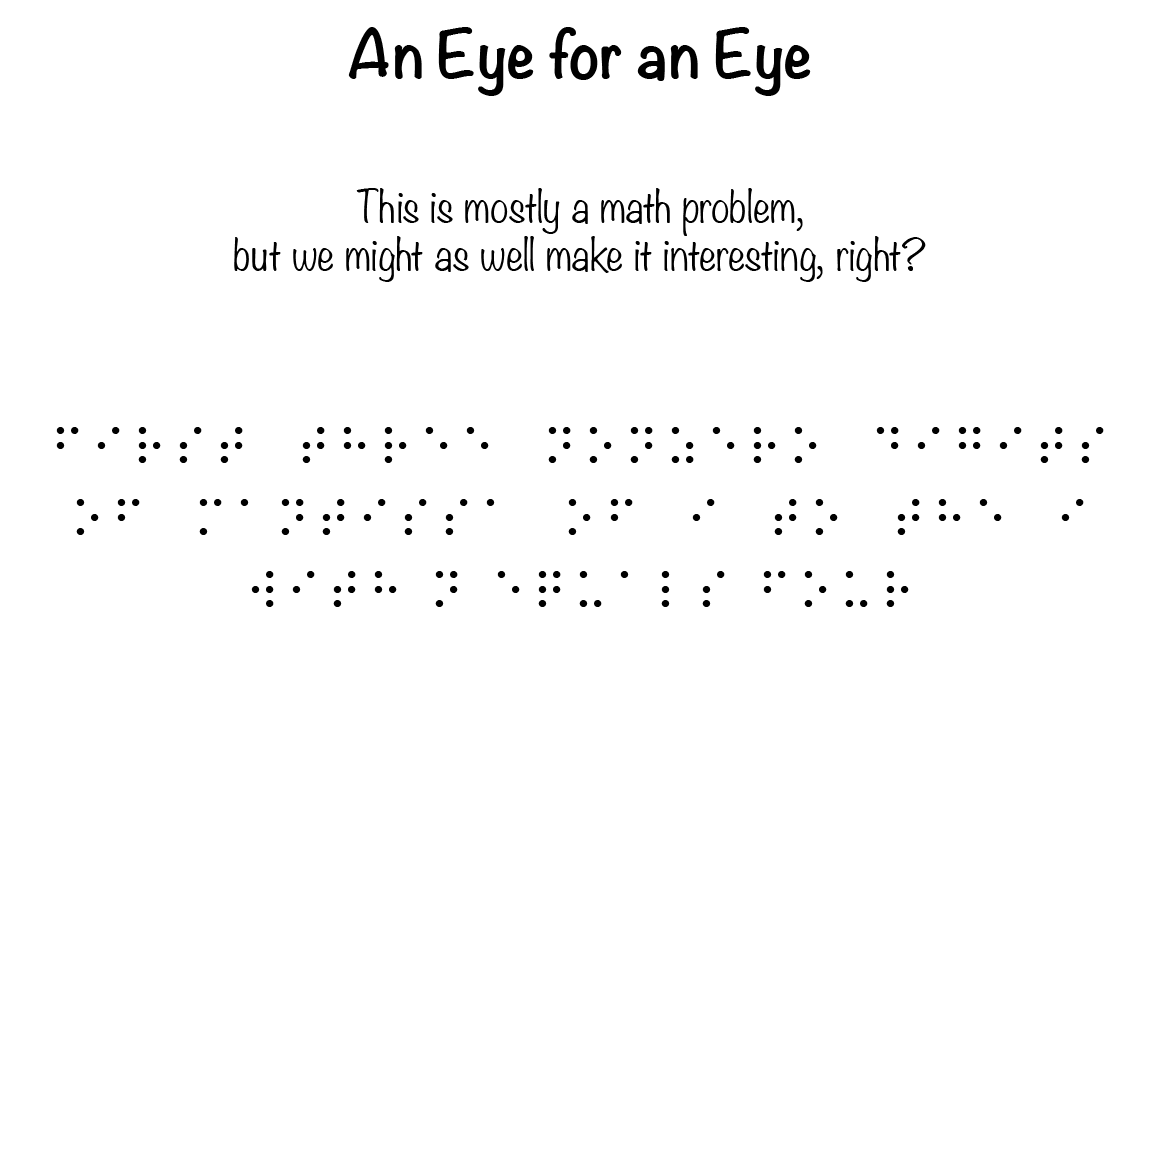 An Eye for an Eye
This is mostly a math problem,
but we might as well make it interesting, right?
⠋⠊⠗⠎⠞ ⠞⠓⠗⠑⠑ ⠝⠕⠝⠵⠑⠗⠕ ⠙⠊⠛⠊⠞⠎
⠕⠋ ⠍⠁⠝⠞⠊⠎⠎⠁ ⠕⠋ ⠊ ⠞⠕ ⠞⠓⠑ ⠊
⠺⠊⠞⠓ ⠝ ⠑⠟⠥⠁⠇⠎ ⠋⠕⠥⠗